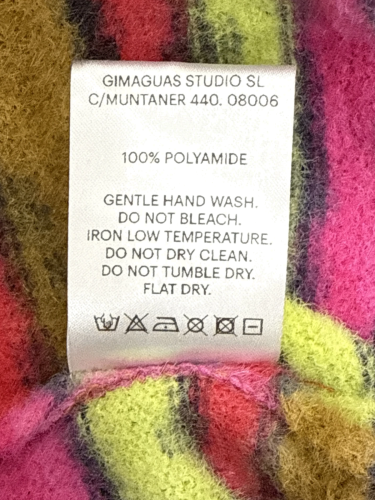 GIMAGUAS STUDIO SL
C/MUNTANER 440. 08006
100% POLYAMIDE
GENTLE HAND WASH.
DO NOT BLEACH.
IRON LOW TEMPERATURE.
DO NOT DRY CLEAN.
DO NOT TUMBLE DRY.
FLAT DRY.